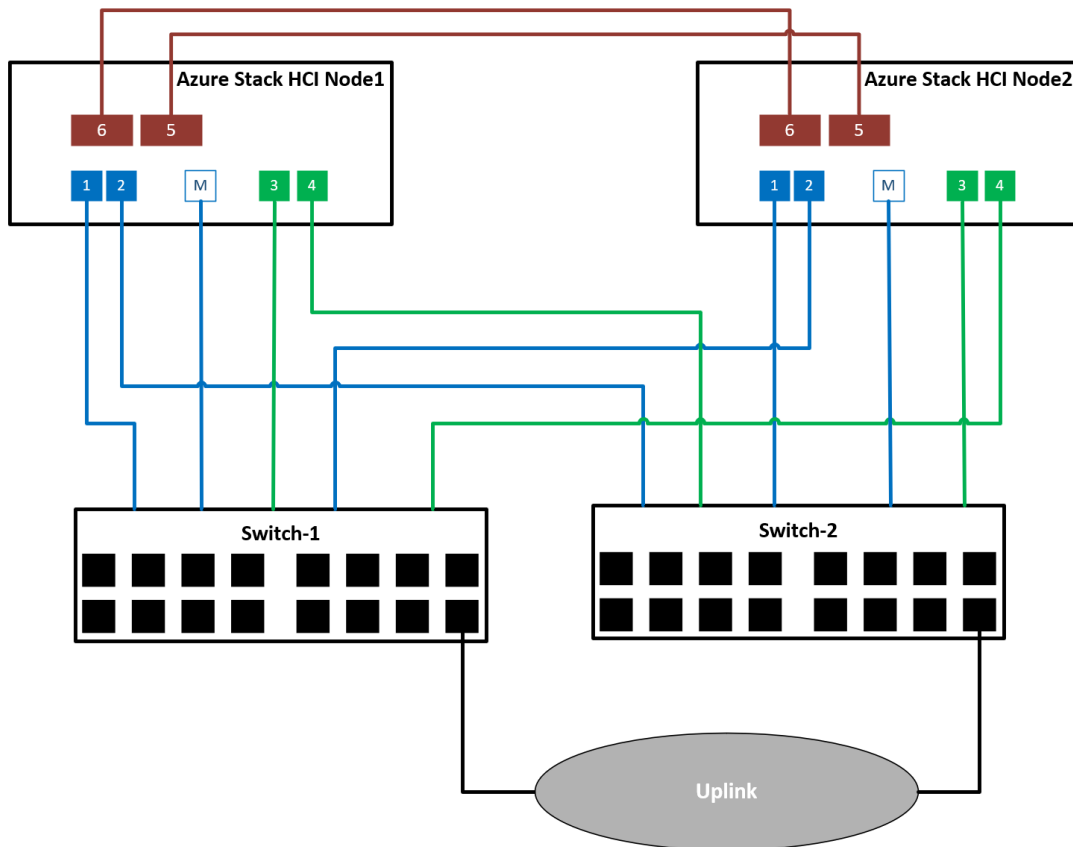 Azure Stack HCI Node1
Azure Stack HCI Node2
6
5
6
5
1
2
M
3
4
1
2
M
3
4
Switch-1
Switch-2
Uplink